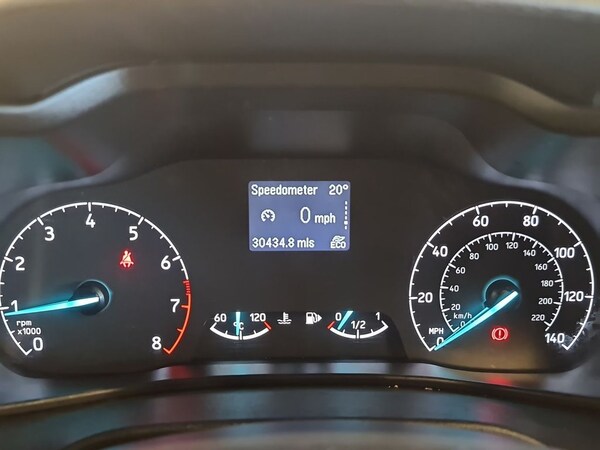 Speedometer 20°
0 mph
30434.8 mls ECO
0 1 2 3 4 5 6 7 8
rpm
x1000
60 120
°C
0 1/2 1
0 20 40 60 80 100 120 140
MPH
0 20 40 60 80 100 120 140 160 180 200 220
km/h